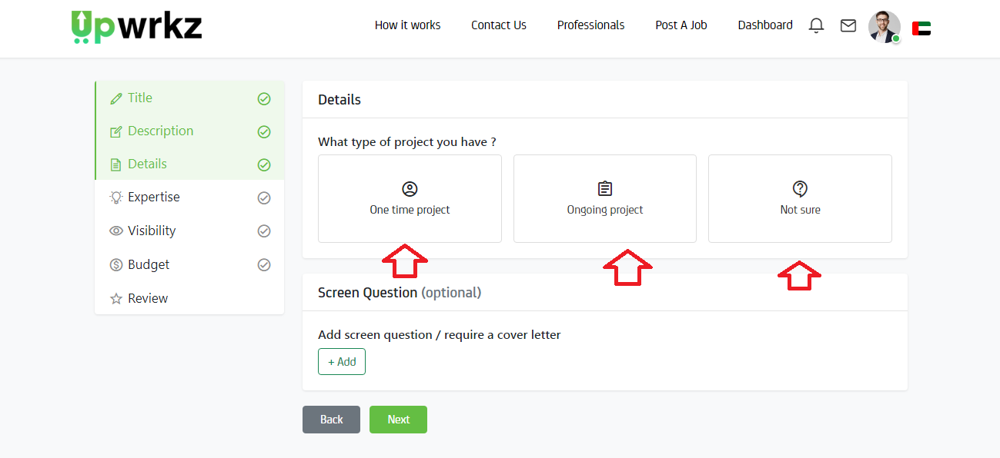 Upwrkz
How it works
Contact Us
Professionals
Post A Job
Dashboard
Title
Description
Details
Expertise
Visibility
Budget
Review
Details
What type of project you have ?
One time project
Ongoing project
Not sure
Screen Question (optional)
Add screen question / require a cover letter
+ Add
Back
Next